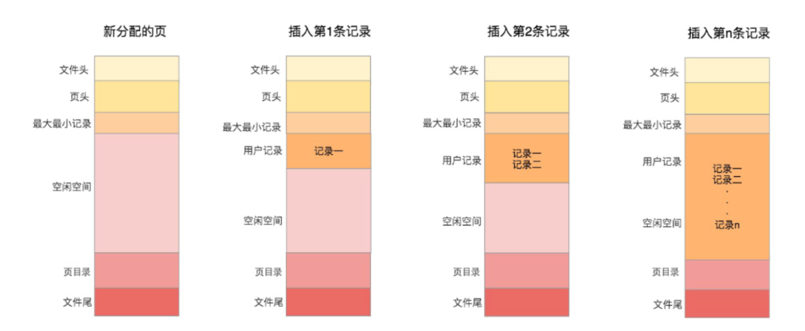 新分配的页
文件头
页头
最大最小记录
空闲空间
页目录
文件尾
插入第1条记录
文件头
页头
最大最小记录
用户记录
记录一
空闲空间
页目录
文件尾
插入第2条记录
文件头
页头
最大最小记录
用户记录
记录一
记录二
空闲空间
页目录
文件尾
插入第n条记录
文件头
页头
最大最小记录
用户记录
记录一
记录二
.
.
.
记录n
空闲空间
页目录
文件尾